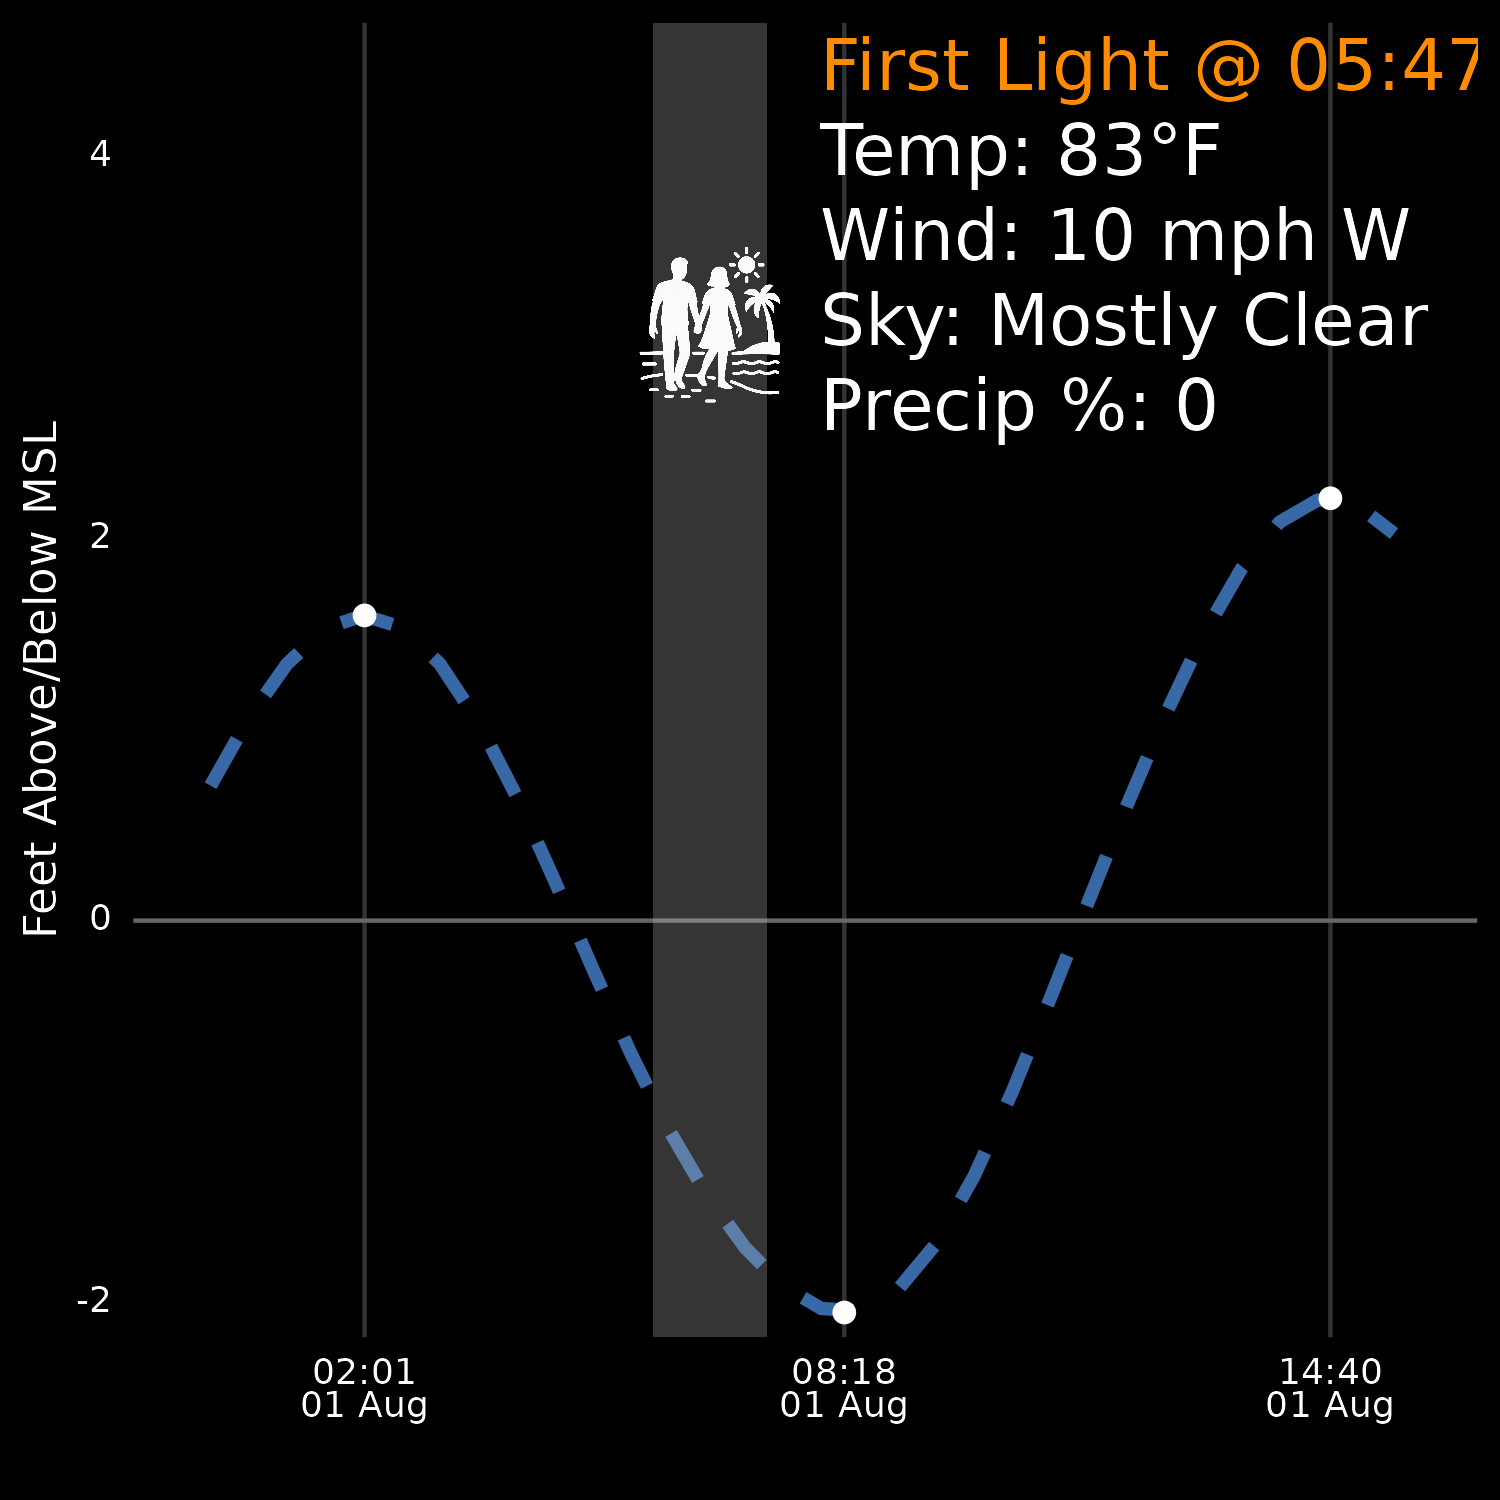 First Light @ 05:47
Temp: 83°F
Wind: 10 mph W
Sky: Mostly Clear
Precip %: 0
Feet Above/Below MSL
4
2
0
-2
02:01
01 Aug
08:18
01 Aug
14:40
01 Aug